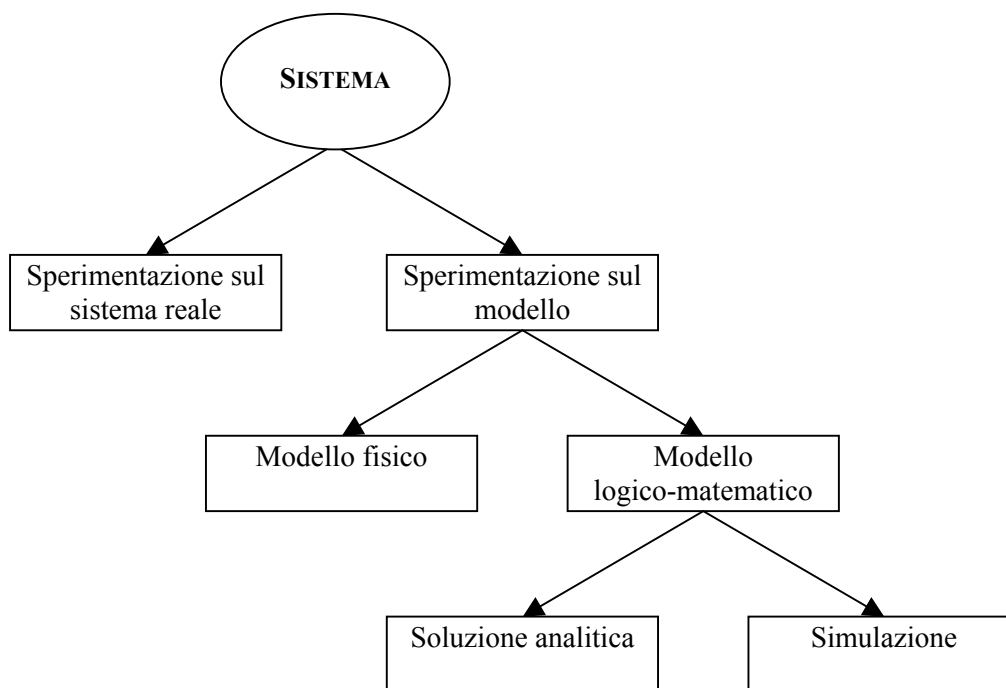 SISTEMA
Sperimentazione sul
sistema reale
Sperimentazione sul
modello
Modello fisico
Modello
logico-matematico
Soluzione analitica
Simulazione